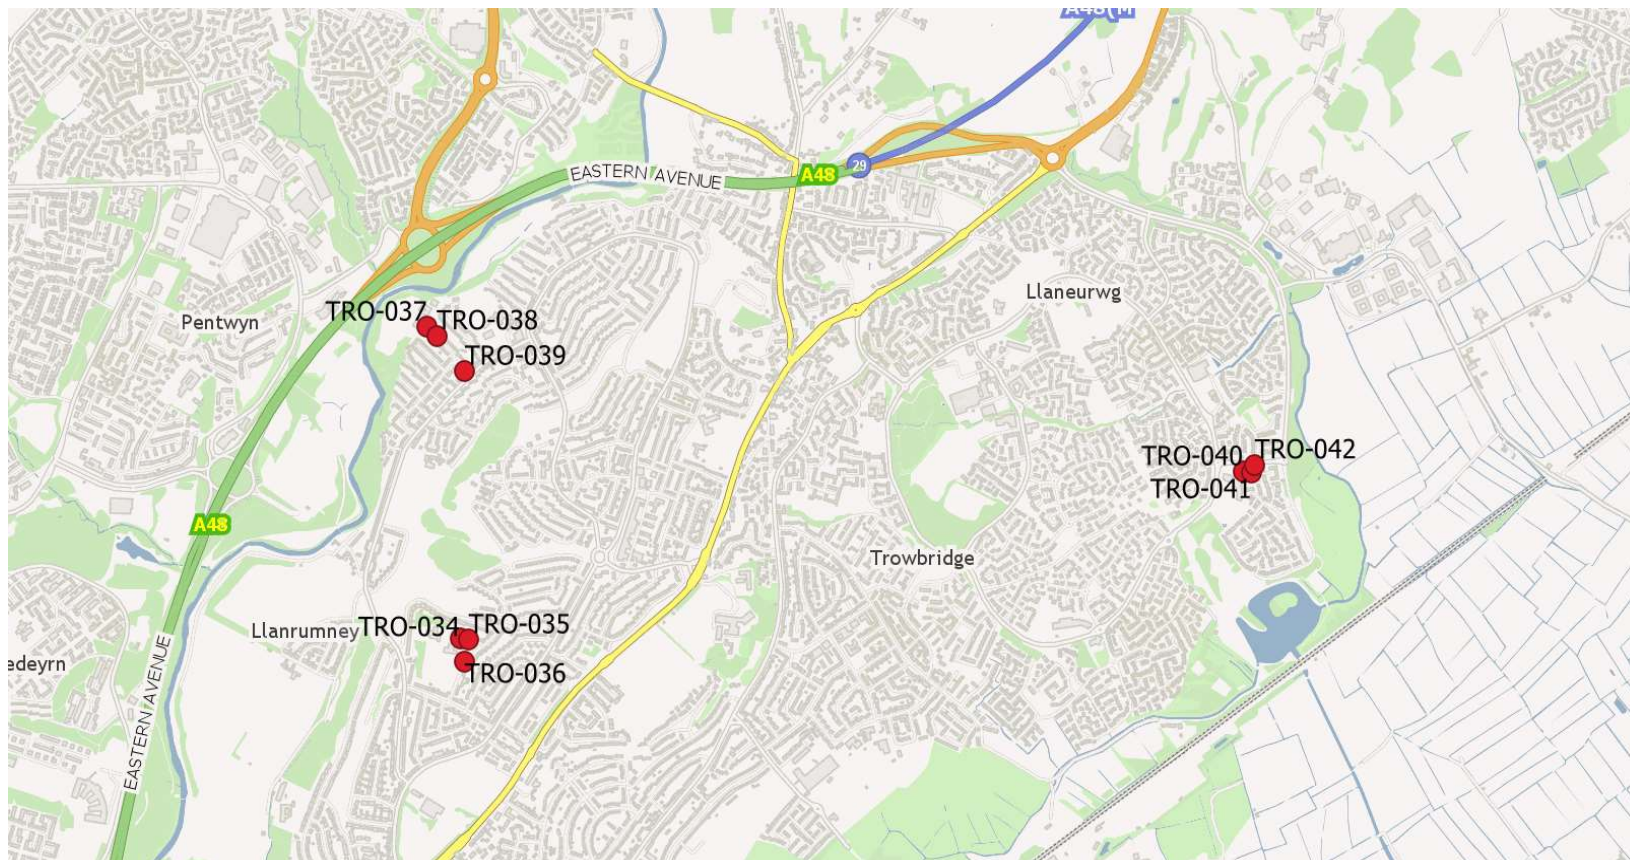 A48(M
EASTERN AVENUE
A48
29
Llaneurwg
TRO-037
TRO-038
Pentwyn
TRO-039
TRO-040
TRO-042
TRO-041
A48
Trowbridge
Llanrumney
TRO-034
TRO-035
edeyrn
TRO-036
EASTERN AVENUE